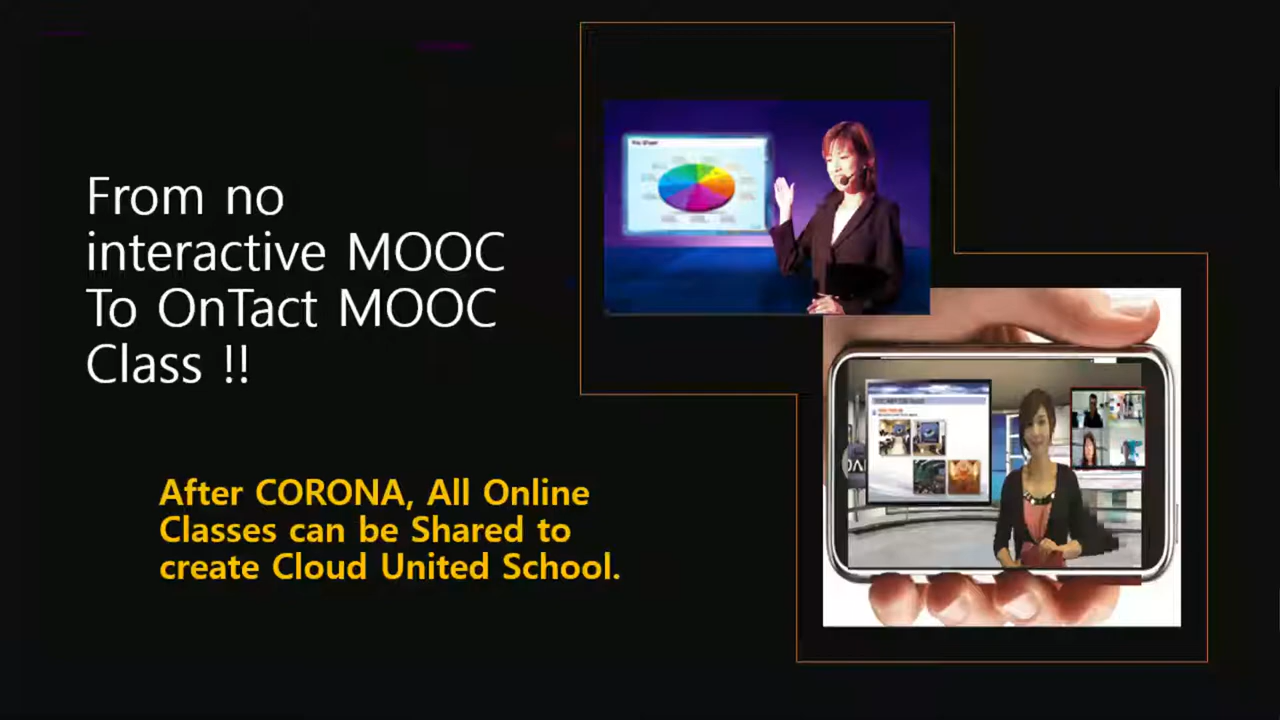 From no
interactive MOOC
To OnTact MOOC
Class !!
After CORONA, All Online
Classes can be Shared to
create Cloud United School.